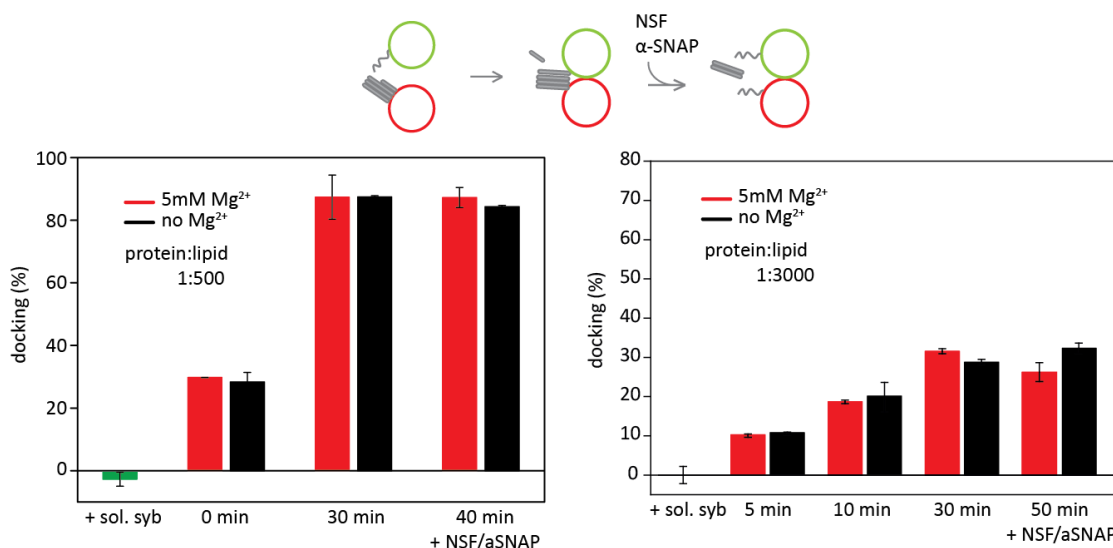 NSF
α-SNAP
100
80
60
40
20
0
docking (%)
5mM Mg²⁺
no Mg²⁺
protein:lipid
1:500
+ sol. syb
0 min
30 min
40 min
+ NSF/aSNAP
80
70
60
50
40
30
20
10
0
docking (%)
5mM Mg²⁺
no Mg²⁺
protein:lipid
1:3000
+ sol. syb
5 min
10 min
30 min
50 min
+ NSF/aSNAP